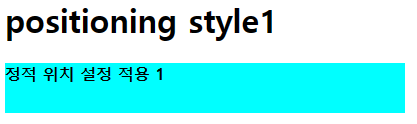 positioning style1
정적 위치 설정 적용 1